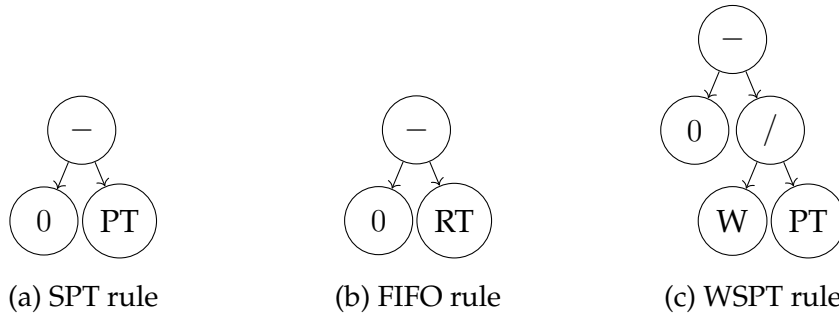 −
0 PT
(a) SPT rule
−
0 RT
(b) FIFO rule
−
0 /
W PT
(c) WSPT rule